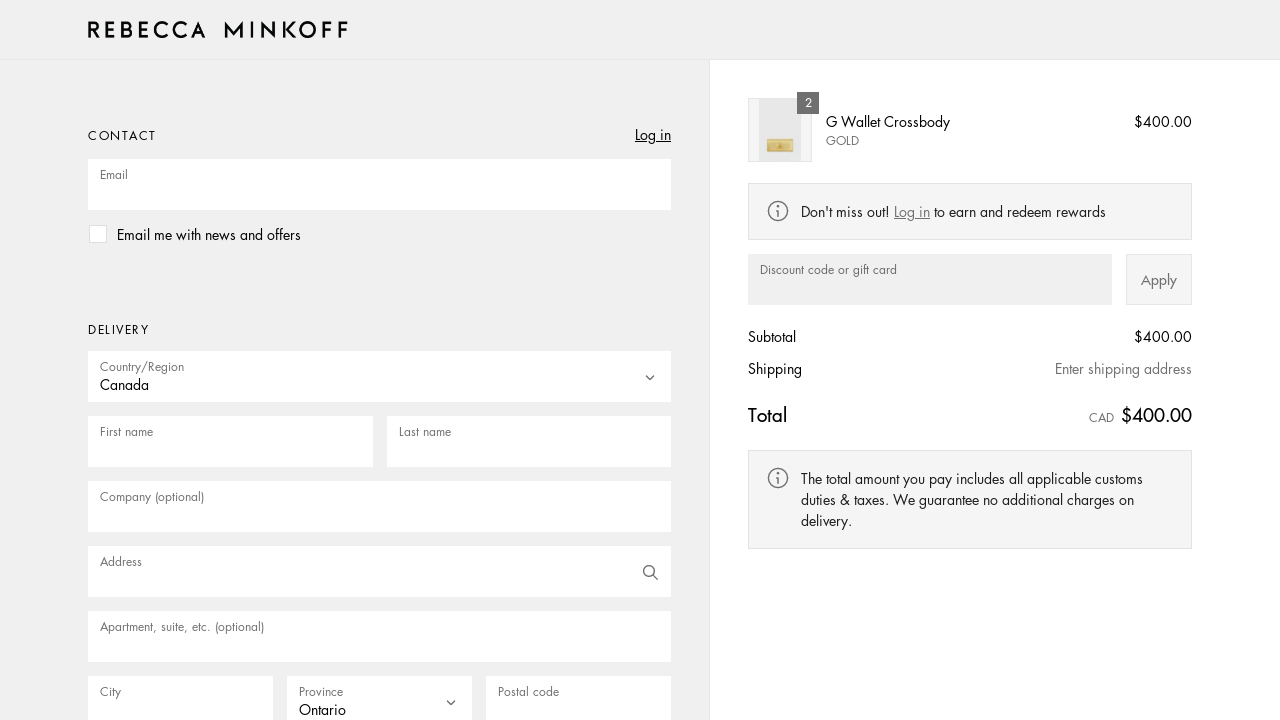 REBECCA MINKOFF
CONTACT
Log in
Email
Email me with news and offers
DELIVERY
Country/Region
Canada
First name
Last name
Company (optional)
Address
Apartment, suite, etc. (optional)
City
Province
Ontario
Postal code
2
G Wallet Crossbody
$400.00
GOLD
Don't miss out! Log in to earn and redeem rewards
Discount code or gift card
Apply
Subtotal
$400.00
Shipping
Enter shipping address
Total
CAD $400.00
The total amount you pay includes all applicable customs
duties & taxes. We guarantee no additional charges on
delivery.